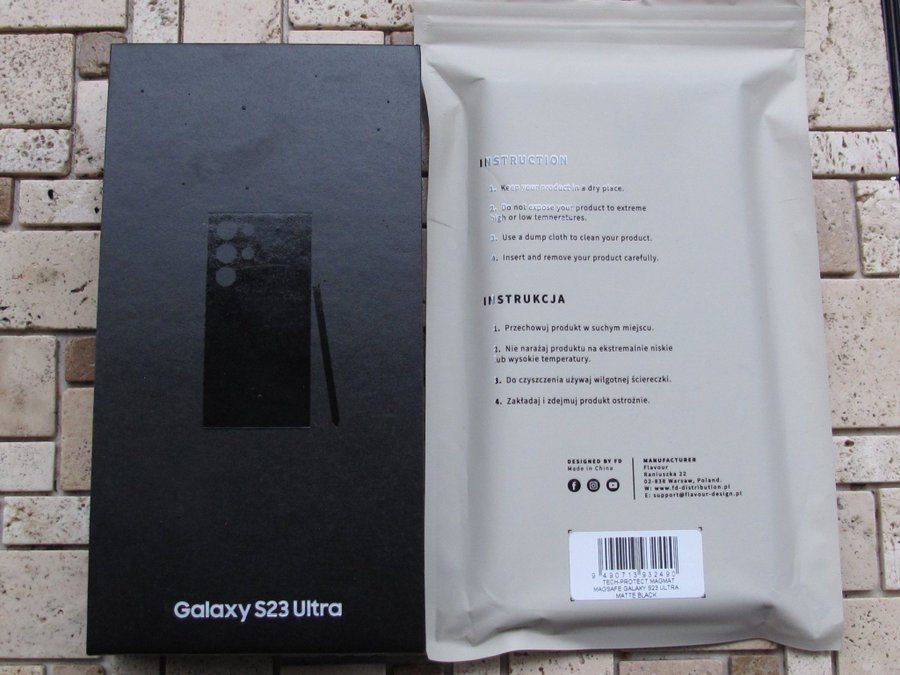 Galaxy S23 Ultra
INSTRUCTION
1. Keep your product in a dry place.
2. Do not expose your product to extreme
high or low temneratures.
3. Use a dump cloth to clean your product.
4. Insert and remove your product carefully.
INSTRUKCJA
1. Przechowuj produkt w suchym miejscu.
2. Nie narażaj produktu na ekstremalnie niskie
lub wysokie temperatury.
3. Do czyszczenia używaj wilgotnej ściereczki.
4. Zakładaj i zdejmuj produkt ostrożnie.
DESIGNED BY FD
Made in China
MANUFACTURER
Flavour
Raniuszka 22
02-838 Warsaw, Poland.
W: www.fd-distribution.pl
E: support@flavour-design.pl
9 490713 932490
TECH-PROTECT MAGMAT
MAGSAFE GALAXY S23 ULTRA
MATTE BLACK